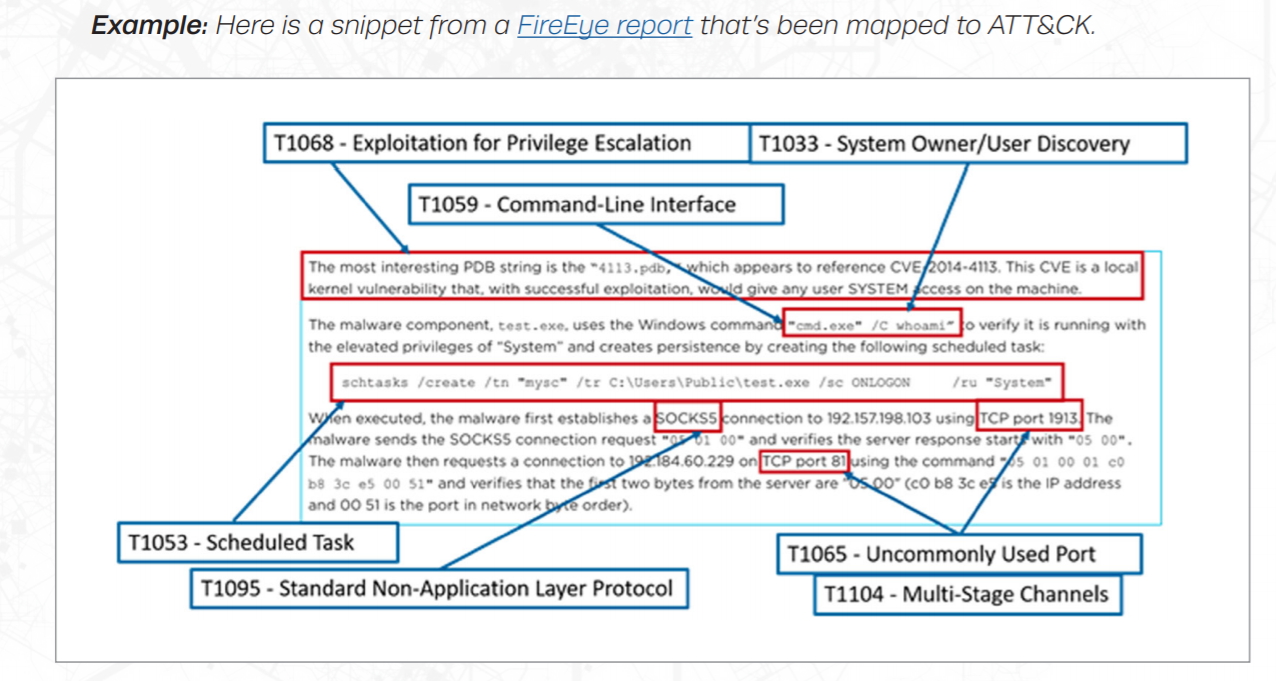 Example: Here is a snippet from a FireEye report that's been mapped to ATT&CK.
T1068 - Exploitation for Privilege Escalation
T1033 - System Owner/User Discovery
T1059 - Command-Line Interface
The most interesting PDB string is the "4113.pdb," which appears to reference CVE-2014-4113. This CVE is a local
kernel vulnerability that, with successful exploitation, would give any user SYSTEM access on the machine.
The malware component, test.exe, uses the Windows command "cmd.exe" /C whoami" to verify it is running with
the elevated privileges of "System" and creates persistence by creating the following scheduled task:
schtasks /create /tn "mysc" /tr C:\Users\Public\test.exe /sc ONLOGON /ru "System"
When executed, the malware first establishes a SOCKS5 connection to 192.157.198.103 using TCP port 1913. The
malware sends the SOCKS5 connection request "05 01 00" and verifies the server response starts with "05 00".
The malware then requests a connection to 192.184.60.229 on TCP port 81 using the command "05 01 00 01 c0
b8 3c e5 00 51" and verifies that the first two bytes from the server are "05 00" (c0 b8 3c e5 is the IP address
and 00 51 is the port in network byte order).
T1053 - Scheduled Task
T1095 - Standard Non-Application Layer Protocol
T1065 - Uncommonly Used Port
T1104 - Multi-Stage Channels